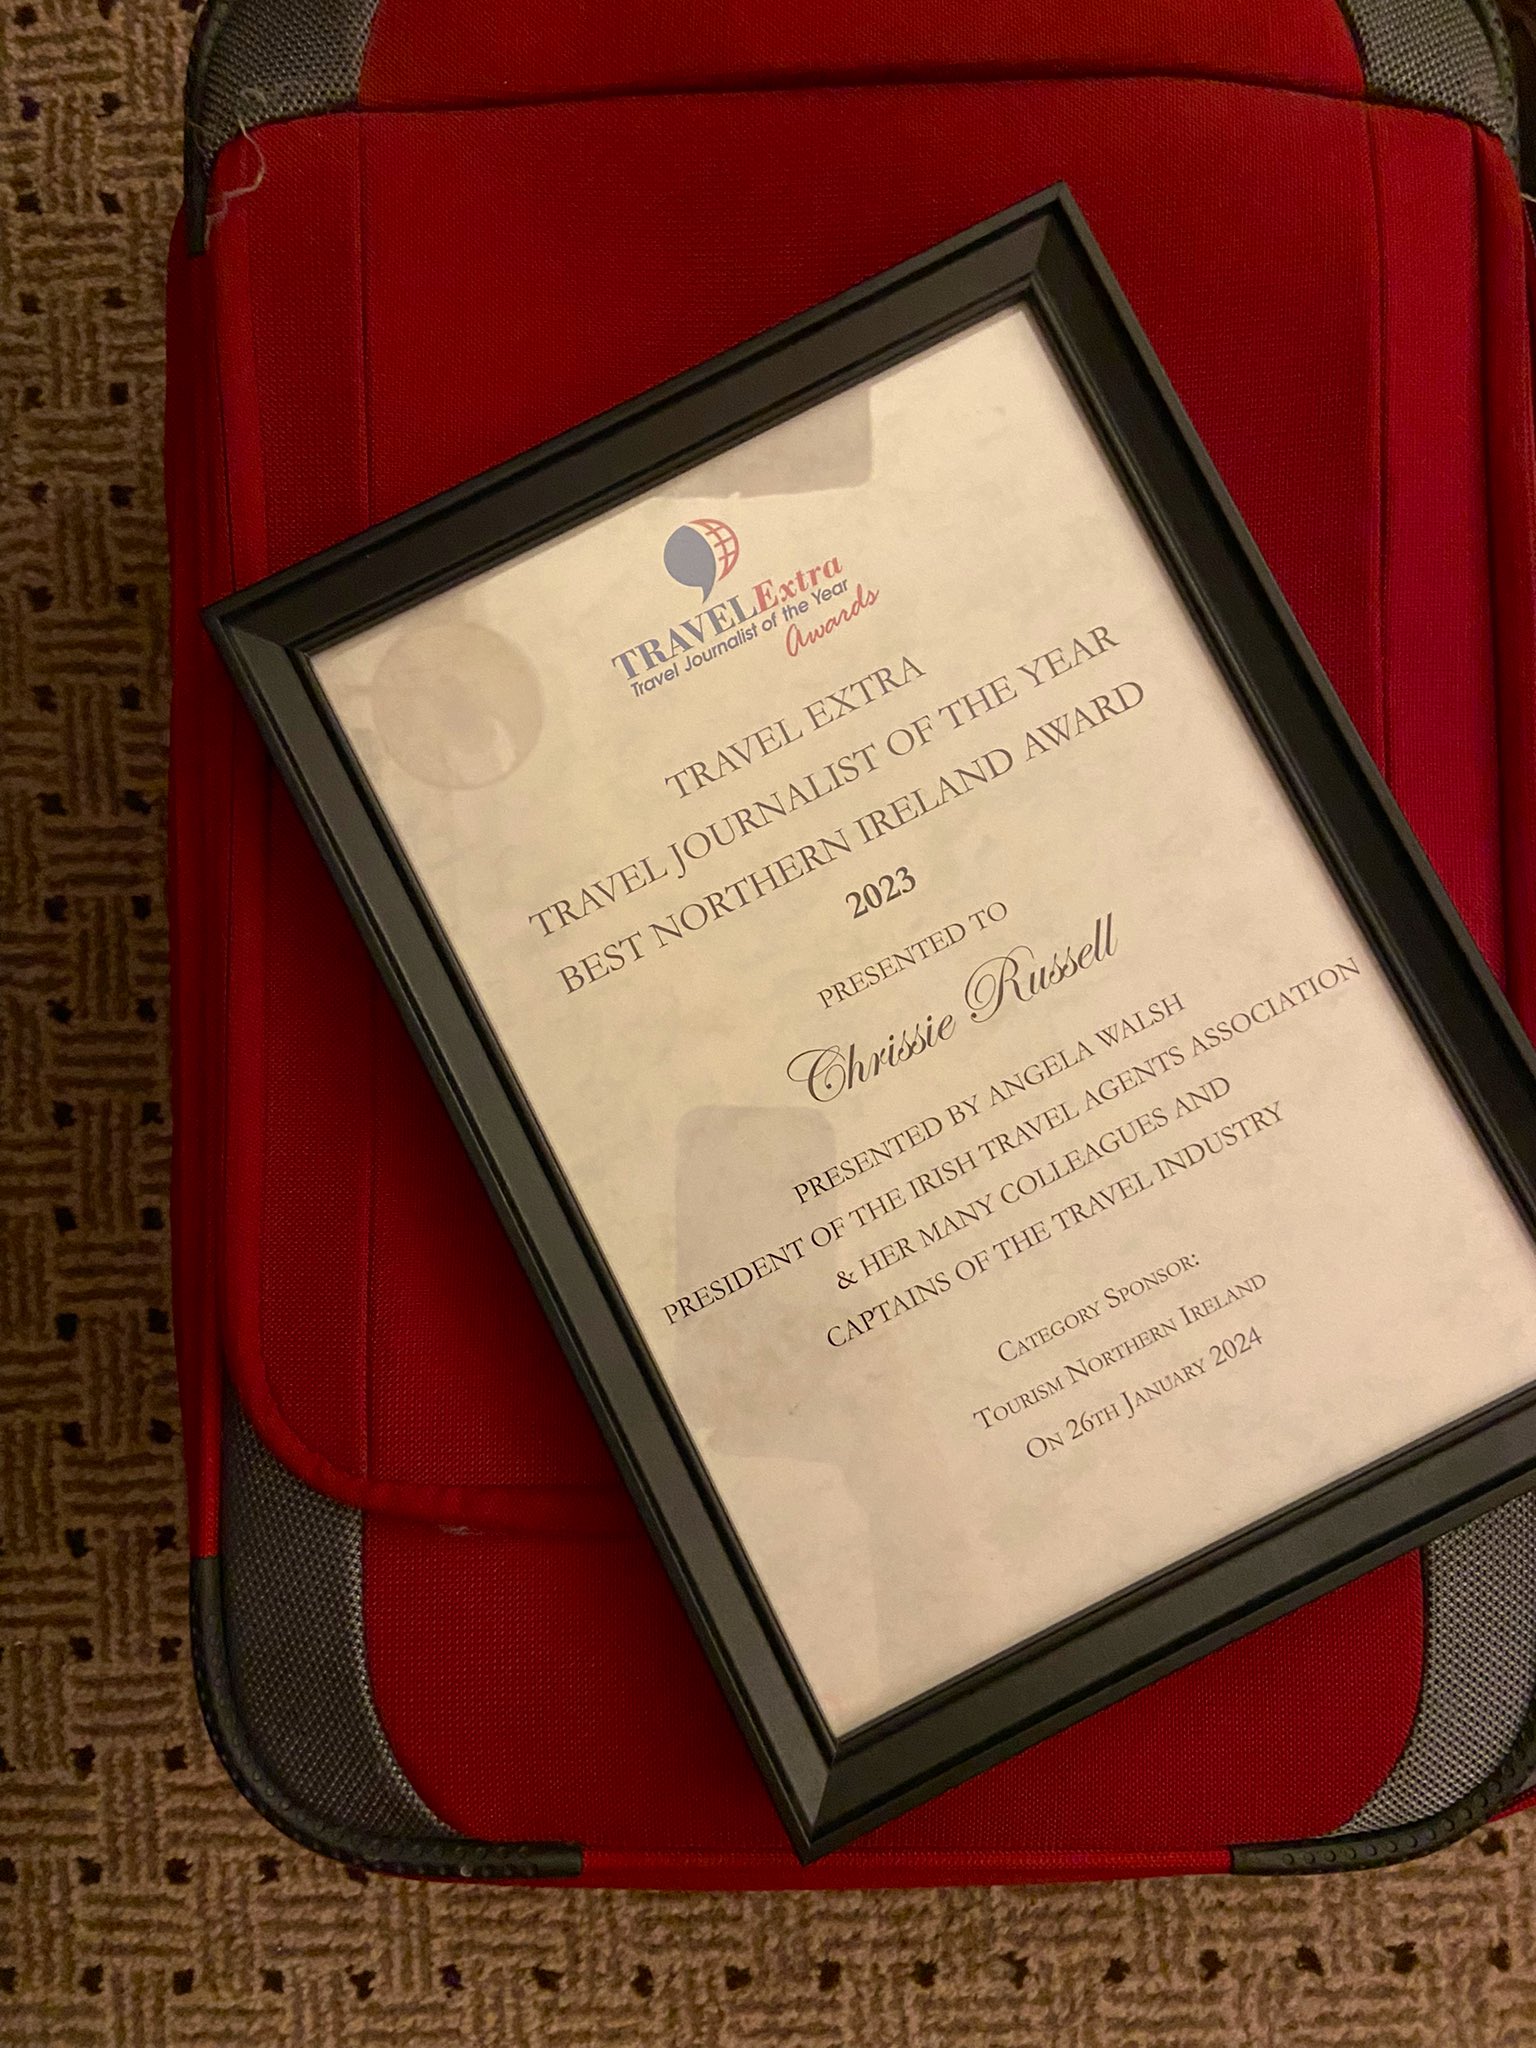 TRAVELExtra
Travel Journalist of the Year
Awards
TRAVEL EXTRA
TRAVEL JOURNALIST OF THE YEAR
BEST NORTHERN IRELAND AWARD
2023
PRESENTED TO
Chrissie Russell
PRESENTED BY ANGELA WALSH
PRESIDENT OF THE IRISH TRAVEL AGENTS ASSOCIATION
& HER MANY COLLEAGUES AND
CAPTAINS OF THE TRAVEL INDUSTRY
CATEGORY SPONSOR:
TOURISM NORTHERN IRELAND
ON 26TH JANUARY 2024